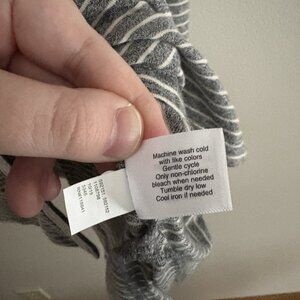 Machine wash cold
with like colors
Gentle cycle
Only non-chlorine
bleach when needed
Tumble dry low
Cool iron if needed